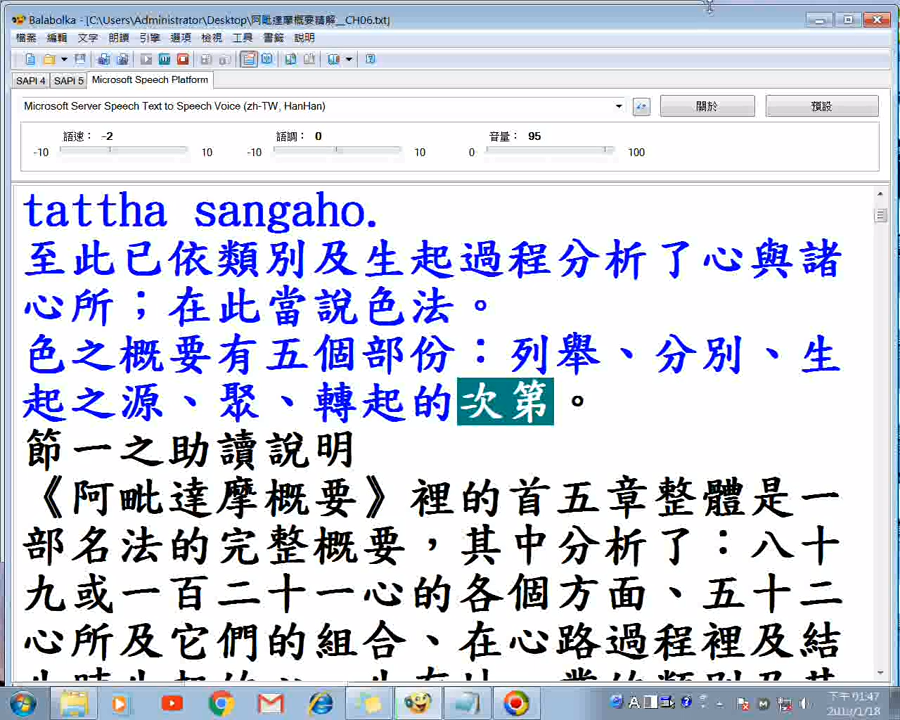 Balabolka - [C:\Users\Administrator\Desktop\阿毗達摩概要精解__CH06.txt]
檔案 編輯 文字 朗讀 引擎 選項 檢視 工具 書籤 說明
SAPI 4 SAPI 5 Microsoft Speech Platform
Microsoft Server Speech Text to Speech Voice (zh-TW, HanHan) 關於 預設
語速： -2 語調： 0 音量： 95
-10 10 -10 10 0 100
tattha sangaho.
至此已依類別及生起過程分析了心與諸
心所；在此當說色法。
色之概要有五個部份：列舉、分別、生
起之源、聚、轉起的次第。
節一之助讀說明
《阿毗達摩概要》裡的首五章整體是一
部名法的完整概要，其中分析了：八十
九或一百二十一心的各個方面、五十二
心所及它們的組合、在心路過程裡及結
下午 01:47